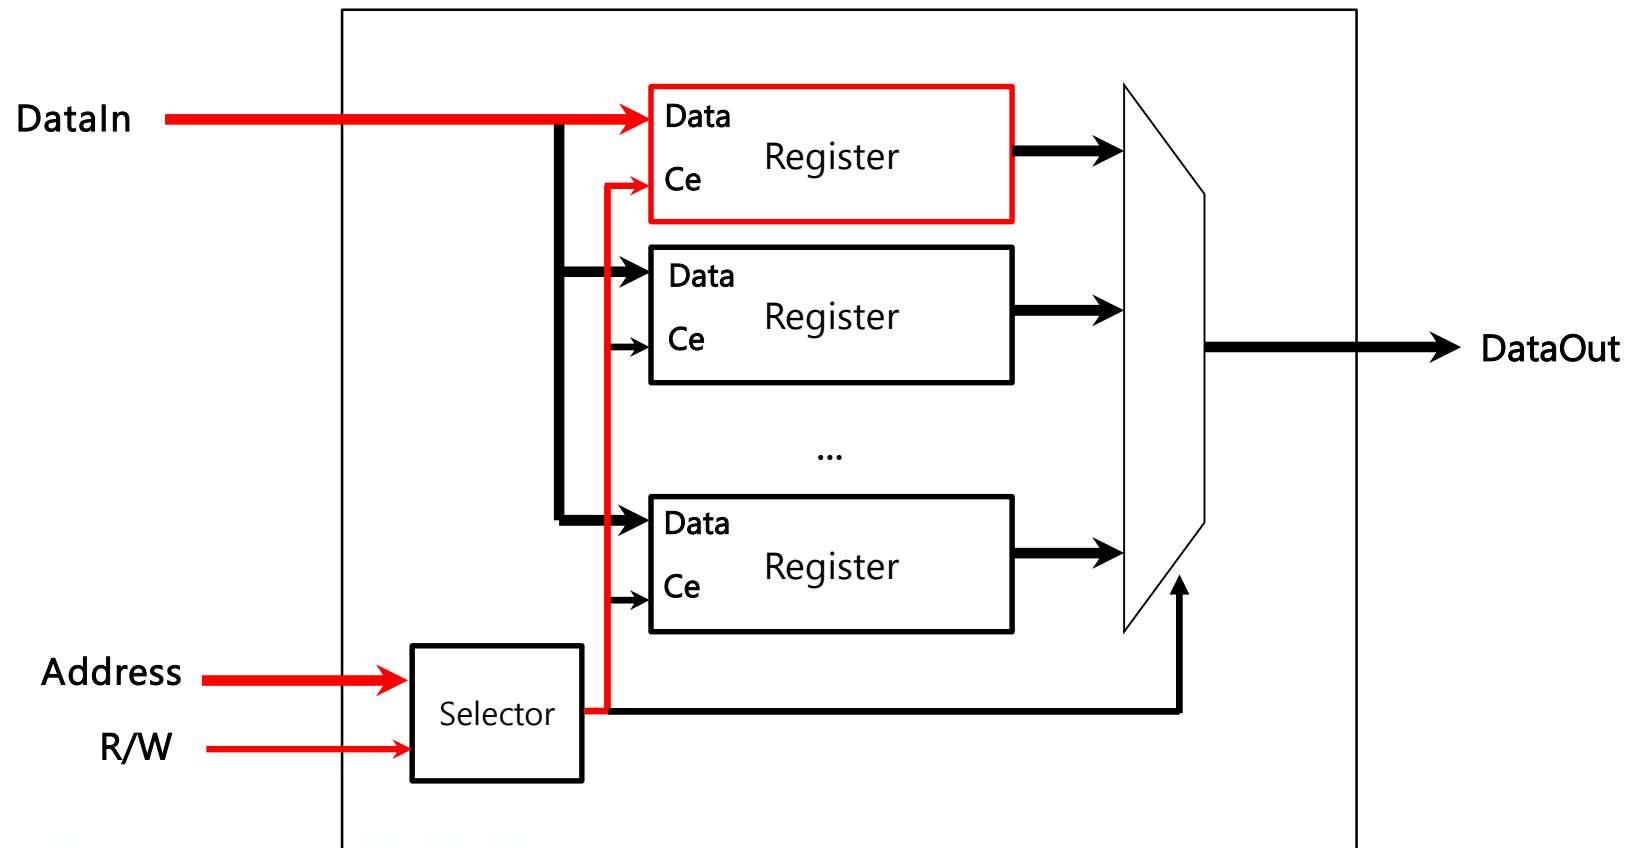 DataIn
Data
Register
Ce
Data
Register
Ce
DataOut
...
Data
Register
Ce
Address
Selector
R/W